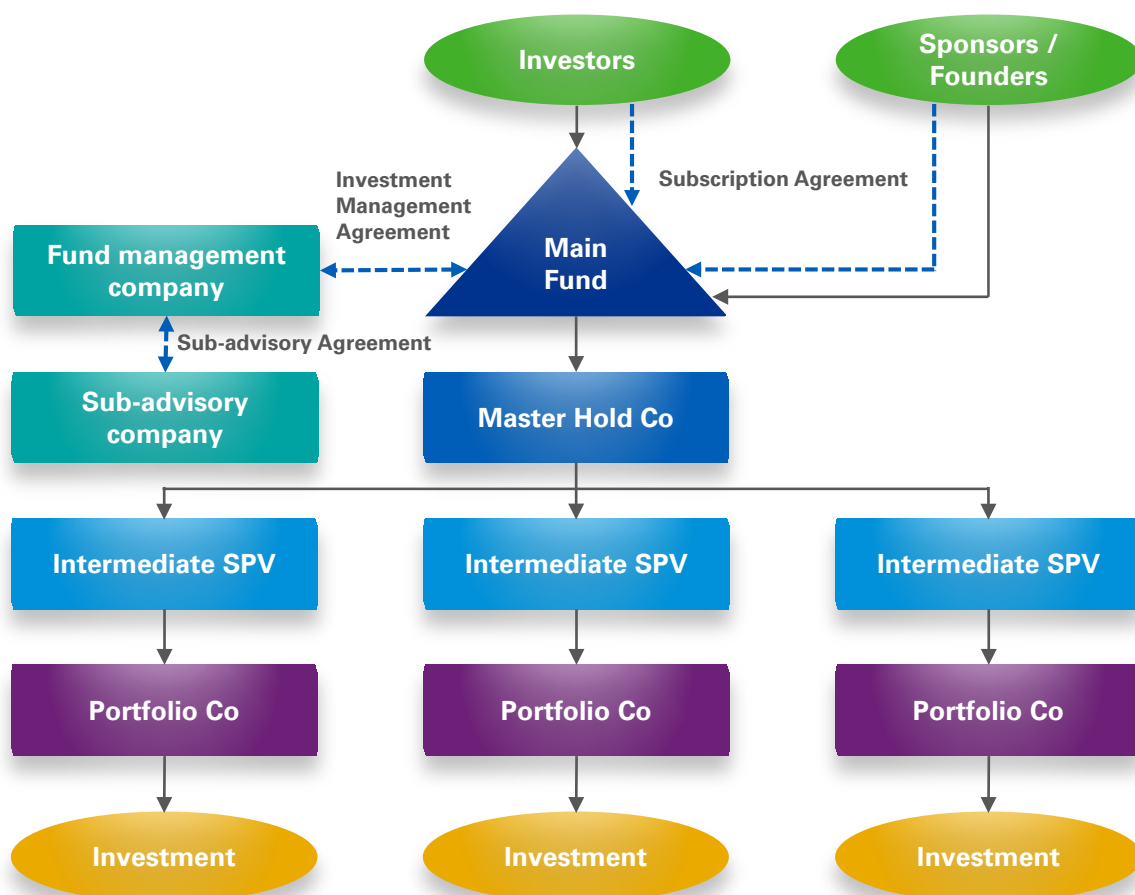 Investors
Sponsors /
Founders
Investment
Management
Agreement
Subscription Agreement
Fund management
company
Main
Fund
Sub-advisory Agreement
Sub-advisory
company
Master Hold Co
Intermediate SPV
Intermediate SPV
Intermediate SPV
Portfolio Co
Portfolio Co
Portfolio Co
Investment
Investment
Investment